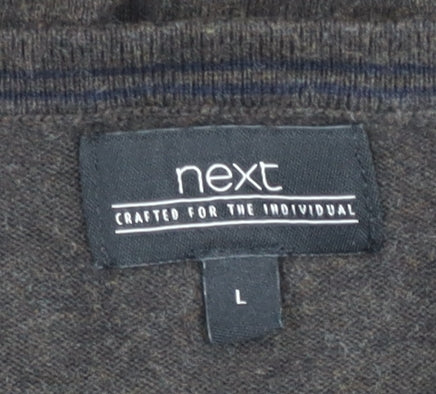 next
CRAFTED FOR THE INDIVIDUAL
L